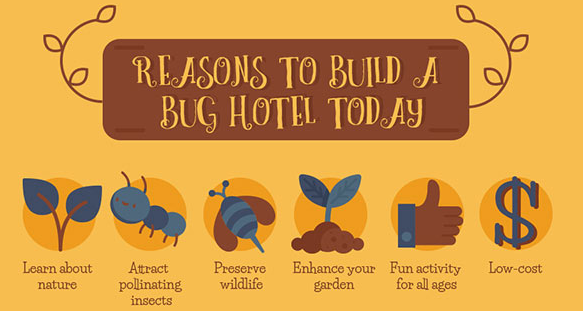 REASONS TO BUILD A
BUG HOTEL TODAY
Learn about
nature
Attract
pollinating
insects
Preserve
wildlife
Enhance your
garden
Fun activity
for all ages
Low-cost